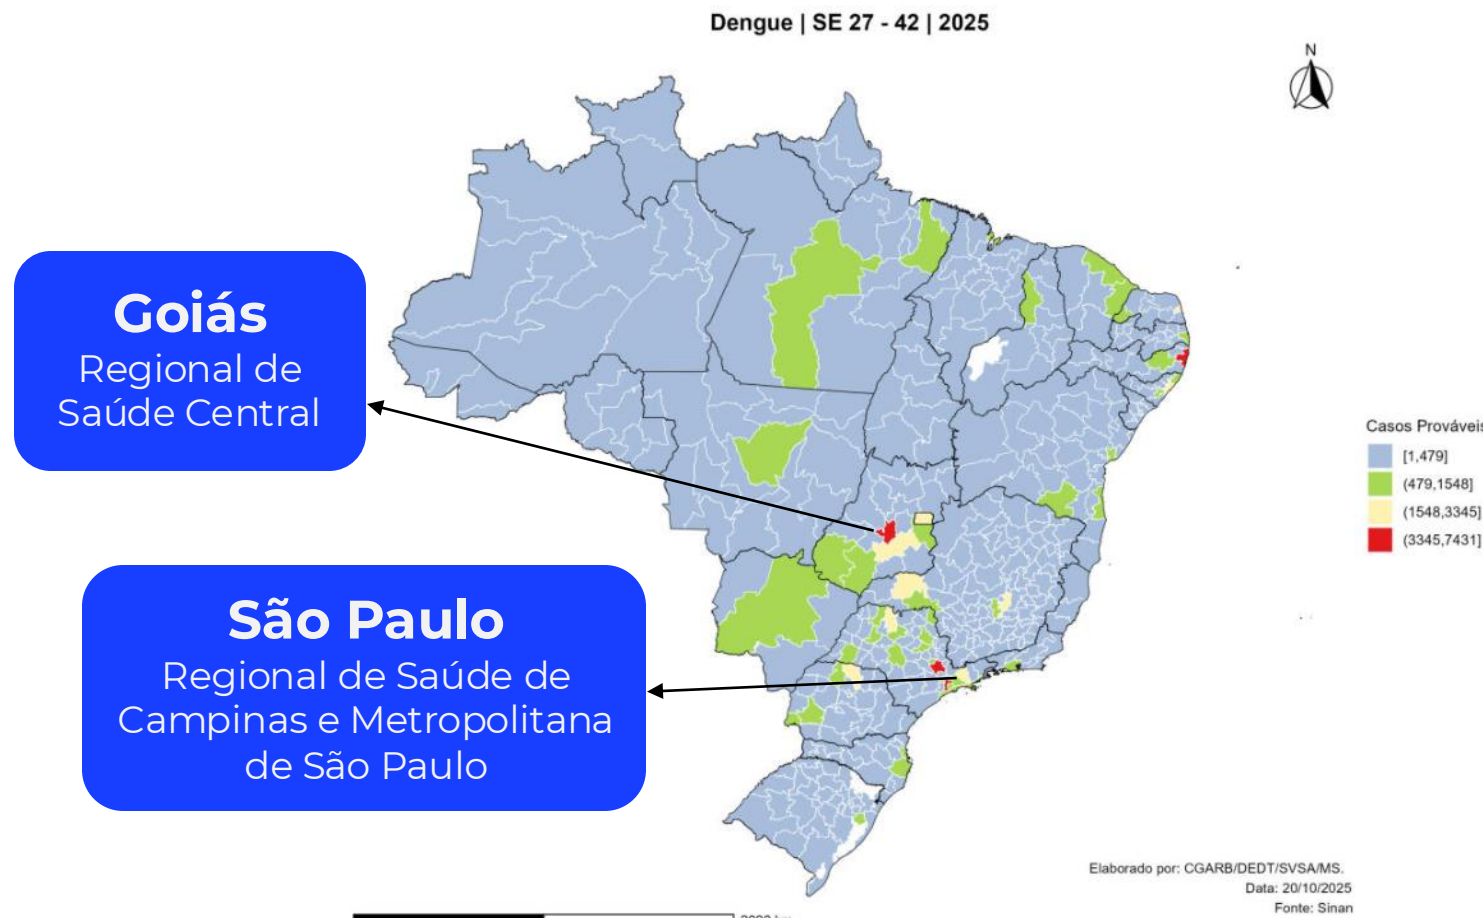 Dengue | SE 27 - 42 | 2025
N
Goiás
Regional de
Saúde Central
São Paulo
Regional de Saúde de
Campinas e Metropolitana
de São Paulo
Casos Prováveis
[1,479]
(479,1548]
(1548,3345]
(3345,7431]
Elaborado por: CGARB/DEDT/SVSA/MS.
Data: 20/10/2025
Fonte: Sinan